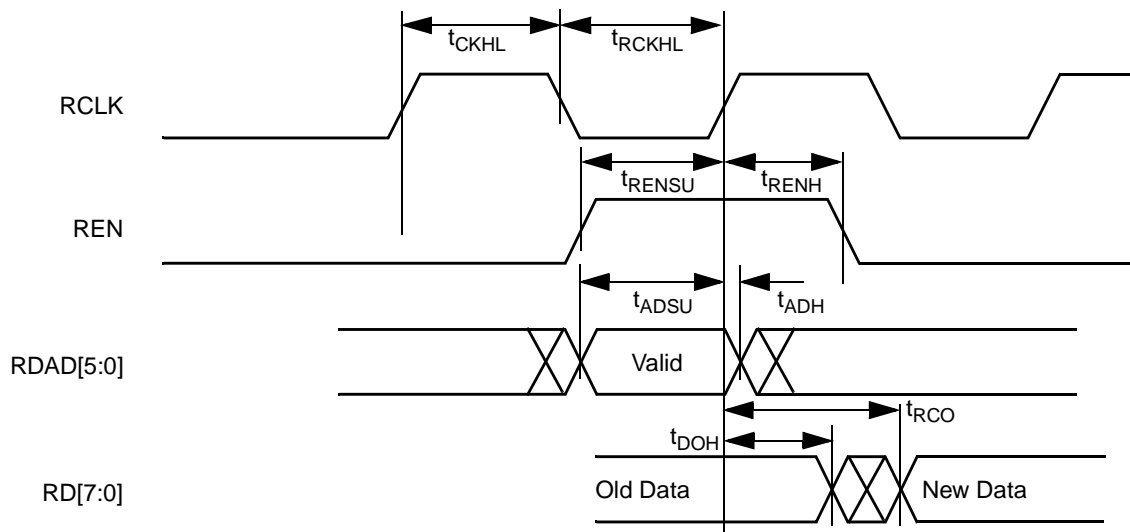 tCKHL tRCKHL
RCLK
tRENSU tRENH
REN
tADSU tADH
RDAD[5:0] Valid
tRCO
tDOH
RD[7:0] Old Data New Data